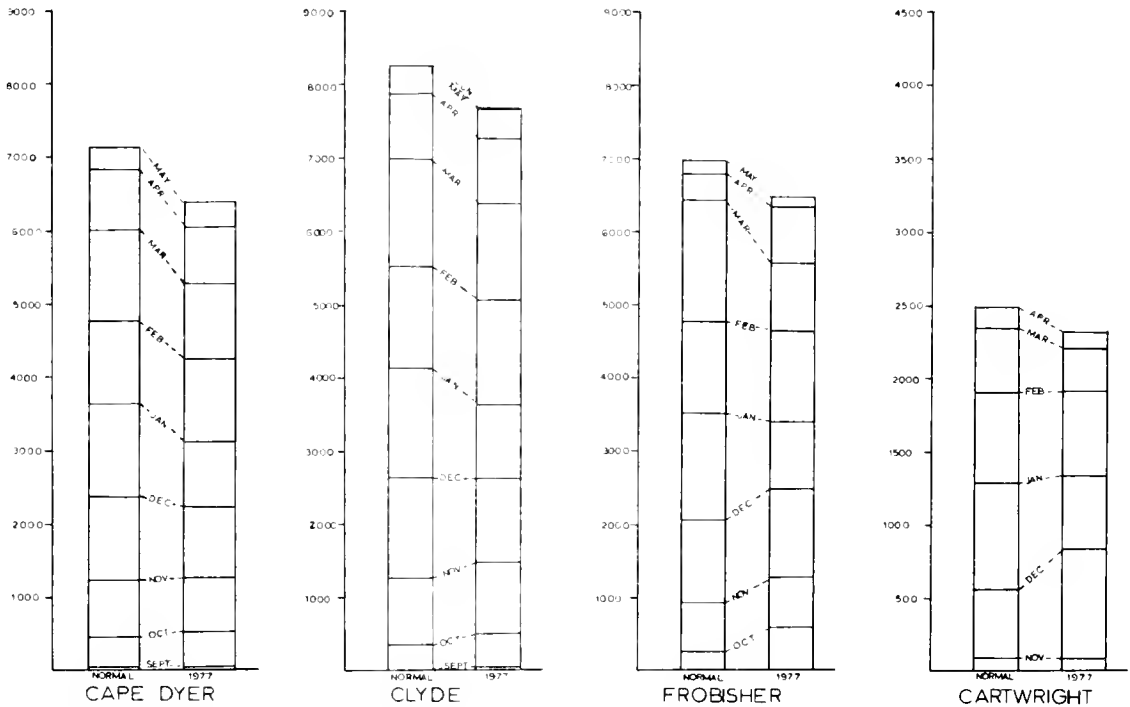 9000
8000
7000
6000
5000
4000
3000
2000
1000
MAY
APR
MAR
FEB
JAN
DEC
NOV
OCT
SEPT.
NORMAL 1977
CAPE DYER
9000
8000
7000
6000
5000
4000
3000
2000
1000
MAY
APR
MAR
FEB
JAN
DEC
NOV
OCT
SEPT
NORMAL 1977
CLYDE
9000
8000
7000
6000
5000
4000
3000
2000
1000
MAY
APR
MAR
FEB
JAN
DEC
NOV
OCT
NORMAL 1977
FROBISHER
4500
4000
3500
3000
2500
2000
1500
1000
500
APR
MAR
FEB
JAN
DEC
NOV
NORMAL 1977
CARTWRIGHT